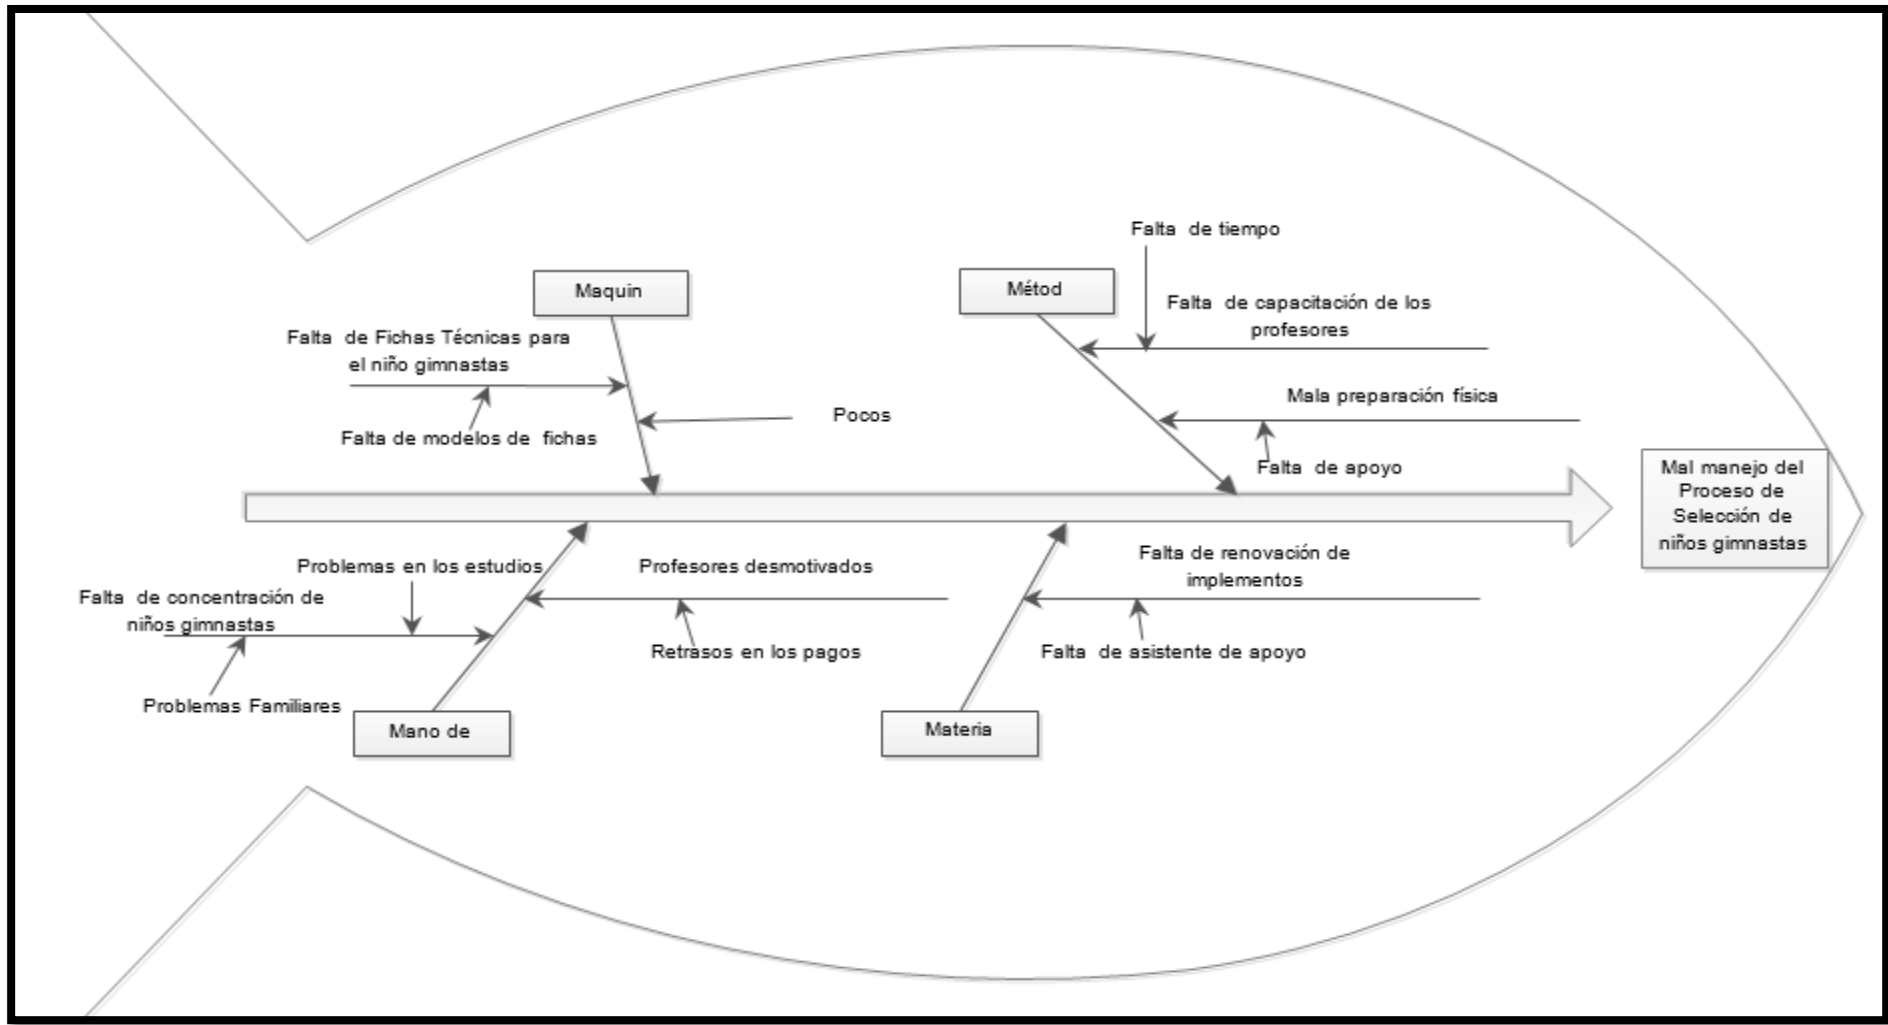 Falta de tiempo
Maquin
Métod
Falta de capacitación de los
profesores
Falta de Fichas Técnicas para
el niño gimnastas
Mala preparación física
Pocos
Falta de modelos de fichas
Falta de apoyo
Mal manejo del
Proceso de
Selección de
niños gimnastas
Problemas en los estudios
Profesores desmotivados
Falta de renovación de
implementos
Falta de concentración de
niños gimnastas
Retrasos en los pagos
Falta de asistente de apoyo
Problemas Familiares
Mano de
Materia